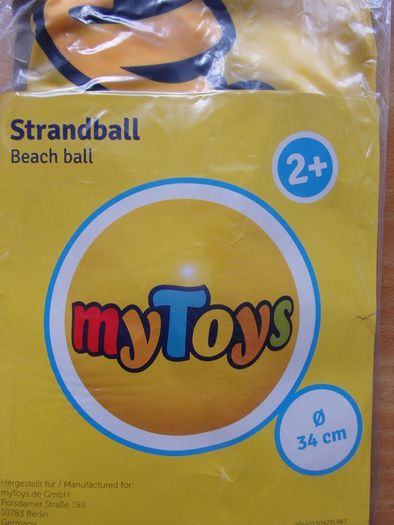 Strandball
Beach ball
2+
myToys
Ø
34 cm
Hergestellt für / Manufactured for:
myToys.de GmbH
Potsdamer Straße 192
10783 Berlin
Germany